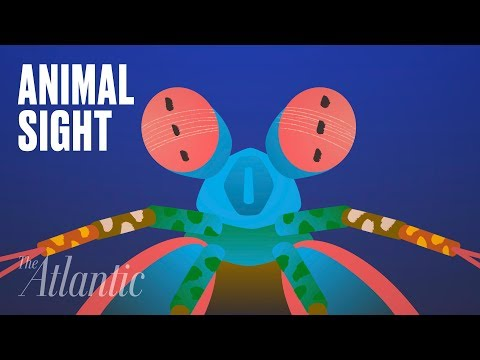 ANIMAL
SIGHT
The
Atlantic